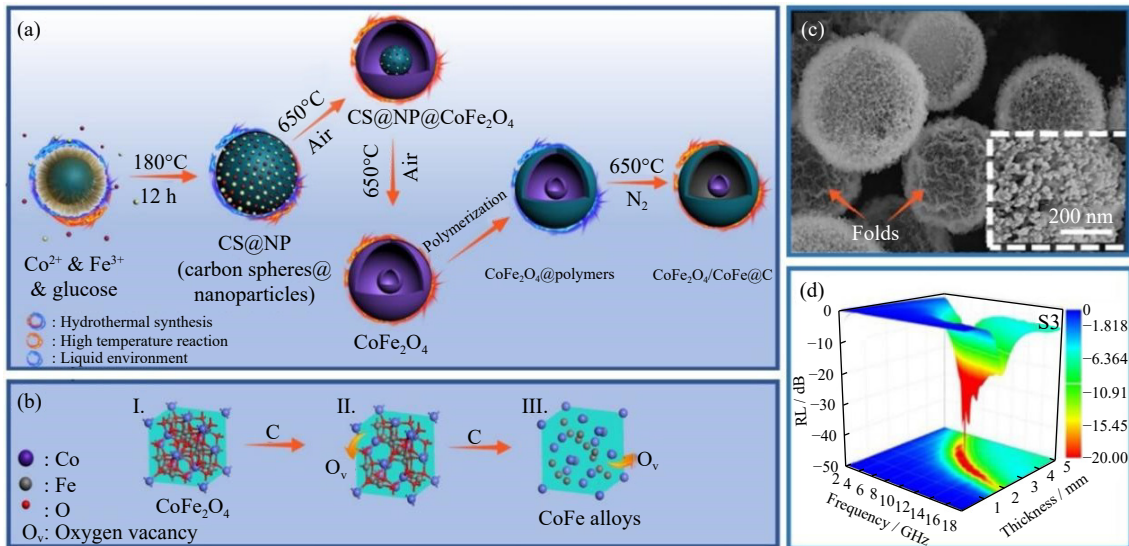 (a)
650°C
Air
CS@NP@CoFe₂O₄
180°C
12 h
650°C
Air
Polymerization
650°C
N₂
Co²⁺ & Fe³⁺
& glucose
CS@NP
(carbon spheres@
nanoparticles)
CoFe₂O₄@polymers
CoFe₂O₄/CoFe@C
CoFe₂O₄
: Hydrothermal synthesis
: High temperature reaction
: Liquid environment
(b)
I.
II.
III.
C
C
Oᵥ
Oᵥ
: Co
: Fe
: O
Oᵥ: Oxygen vacancy
CoFe₂O₄
CoFe alloys
(c)
Folds
200 nm
(d)
S3
RL / dB
0
−10
−20
−30
−40
−50
2 4 6 8 10 12 14 16 18
Frequency / GHz
1 2 3 4 5
Thickness / mm
0
−1.818
−6.364
−10.91
−15.45
−20.00